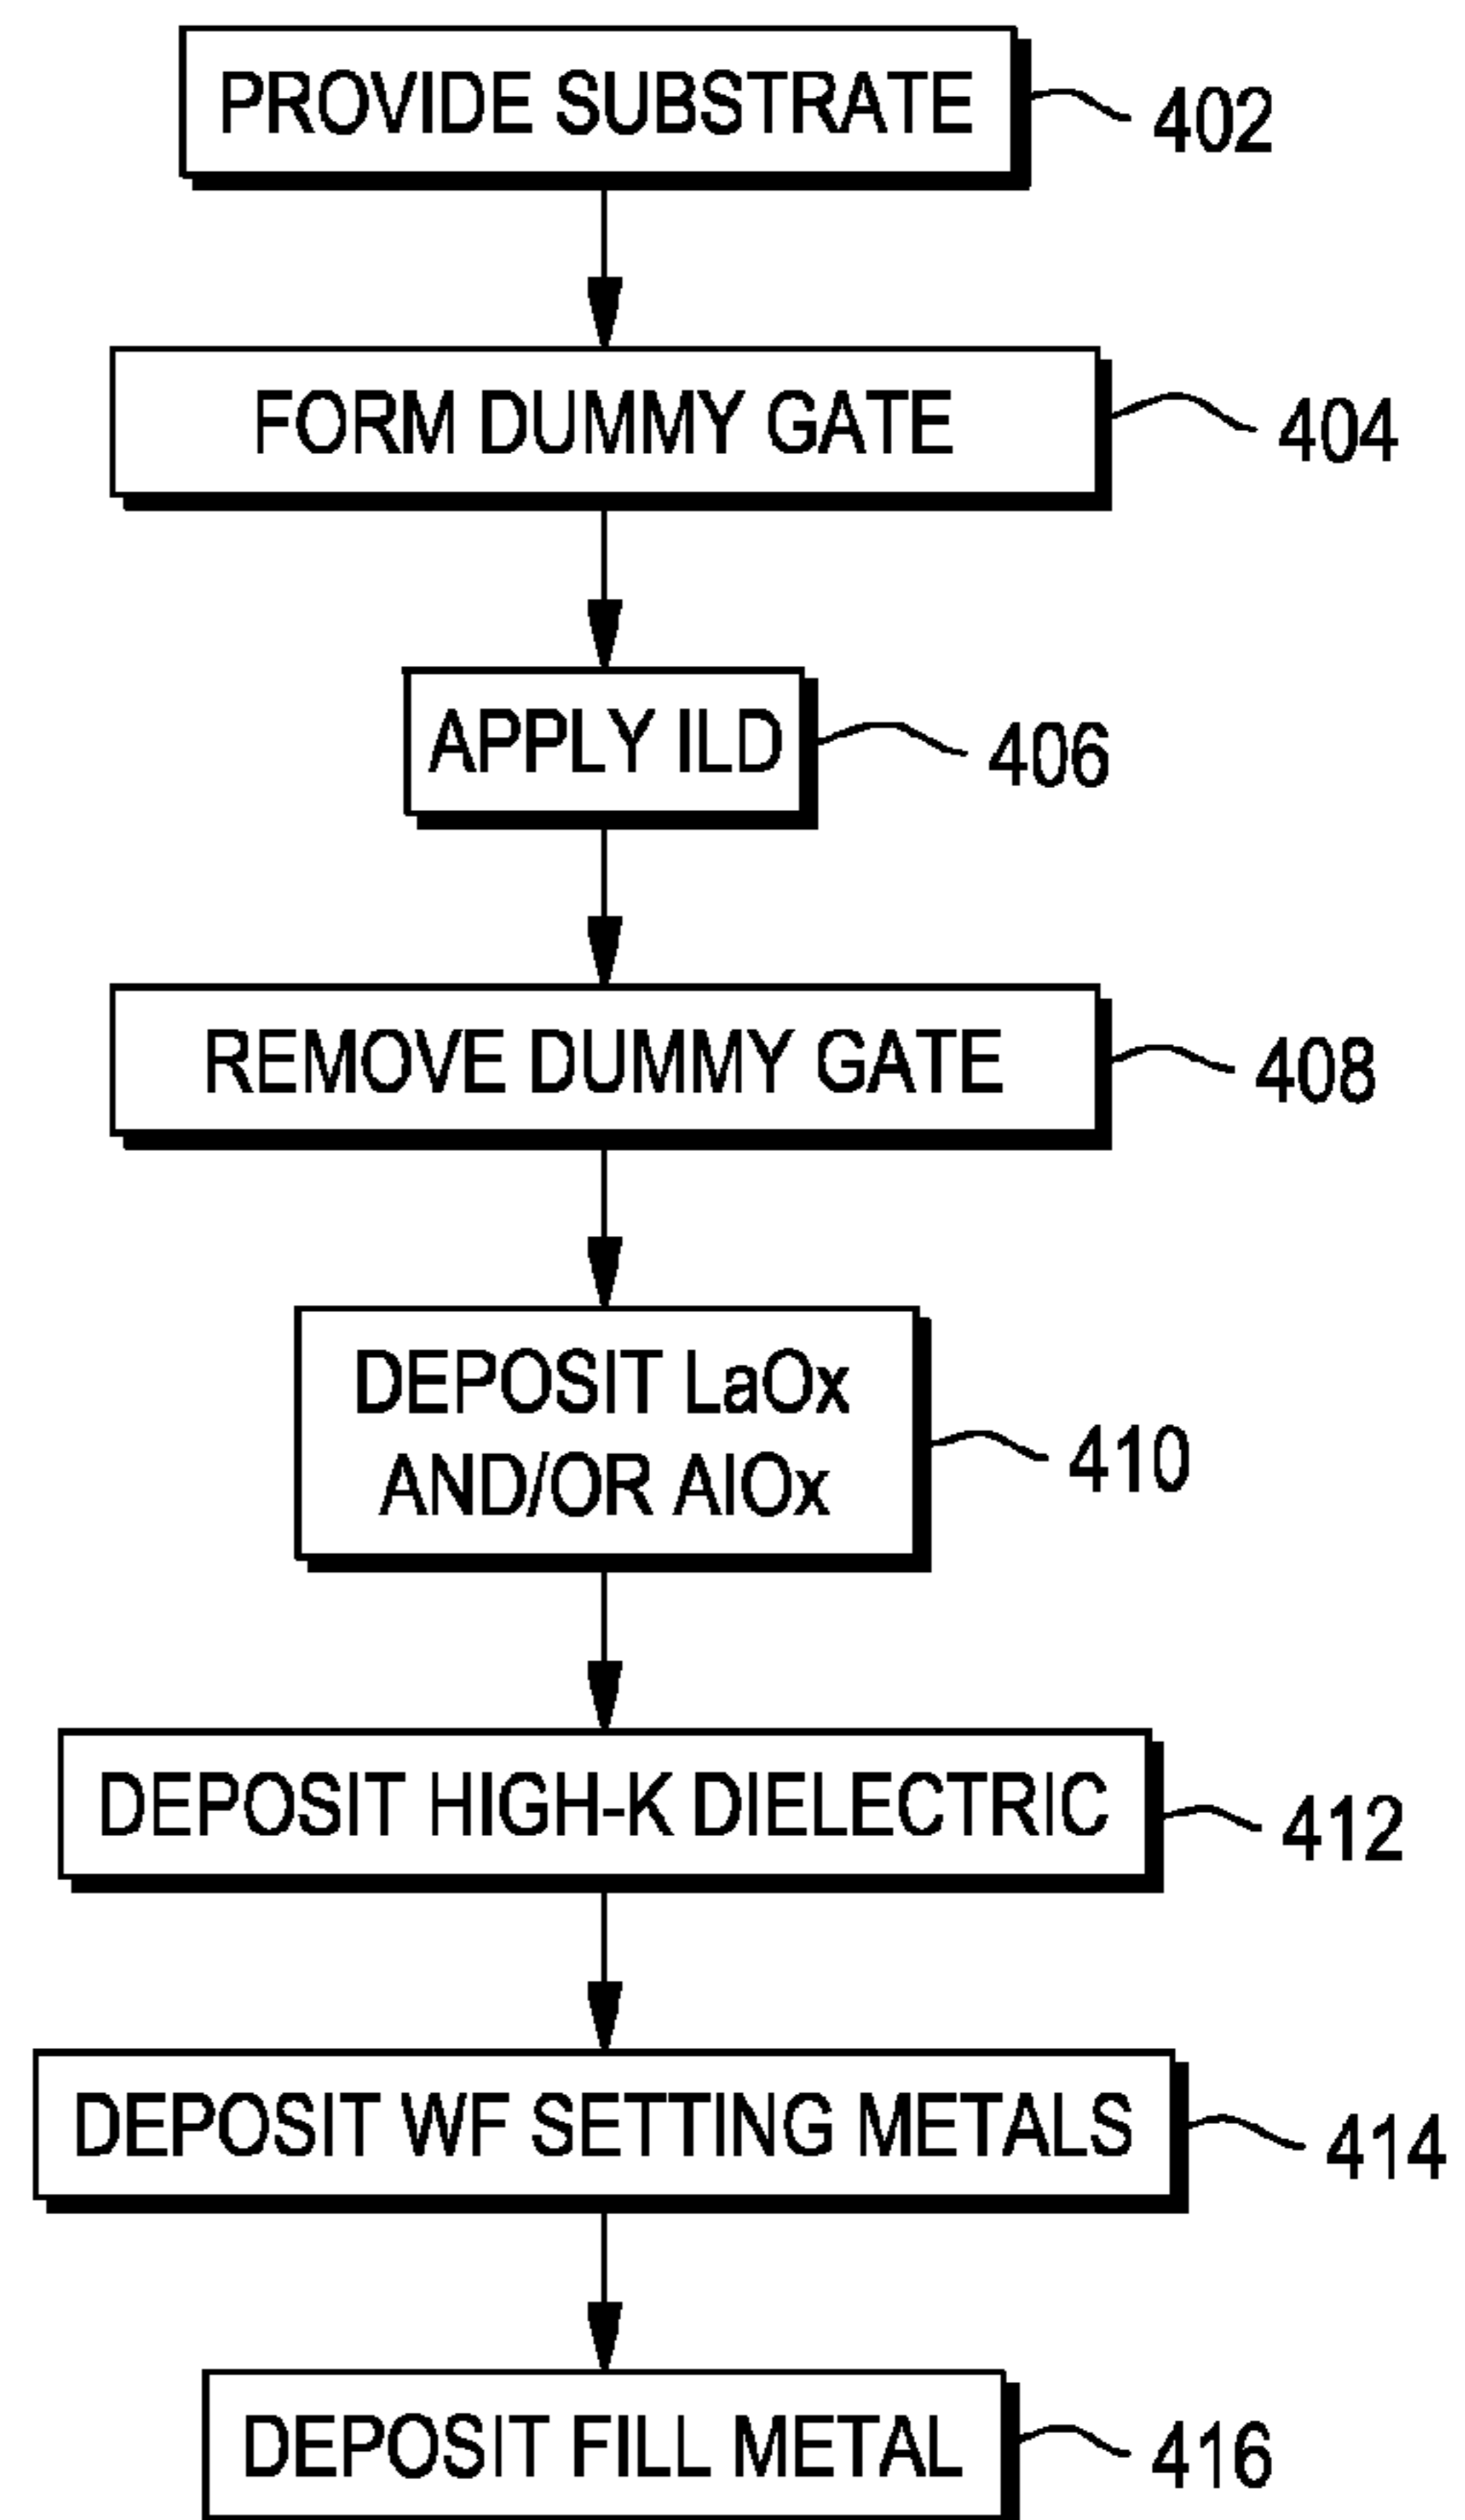 PROVIDE SUBSTRATE
402
FORM DUMMY GATE
404
APPLY ILD
406
REMOVE DUMMY GATE
408
DEPOSIT LaOx
AND/OR AlOx
410
DEPOSIT HIGH-K DIELECTRIC
412
DEPOSIT WF SETTING METALS
414
DEPOSIT FILL METAL
416